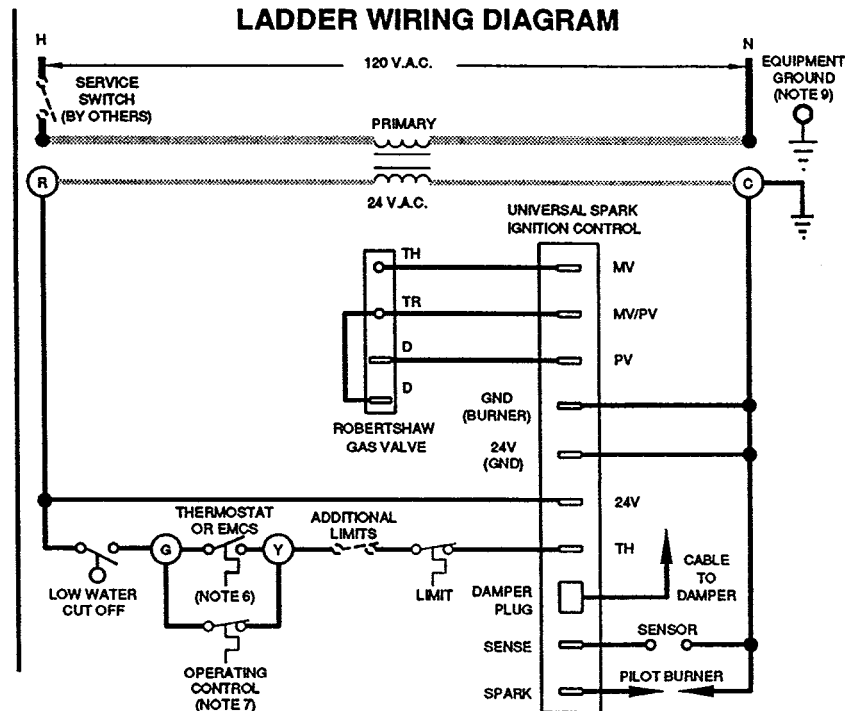 LADDER WIRING DIAGRAM
H
N
120 V.A.C.
EQUIPMENT
GROUND
(NOTE 9)
SERVICE
SWITCH
(BY OTHERS)
PRIMARY
R
C
24 V.A.C.
UNIVERSAL SPARK
IGNITION CONTROL
TH
MV
TR
MV/PV
D
PV
D
GND
(BURNER)
ROBERTSHAW
GAS VALVE
24V
(GND)
24V
THERMOSTAT
OR EMCS
ADDITIONAL
LIMITS
G
Y
TH
LOW WATER
CUT OFF
(NOTE 6)
LIMIT
DAMPER
PLUG
CABLE
TO
DAMPER
SENSE
SENSOR
OPERATING
CONTROL
(NOTE 7)
SPARK
PILOT BURNER